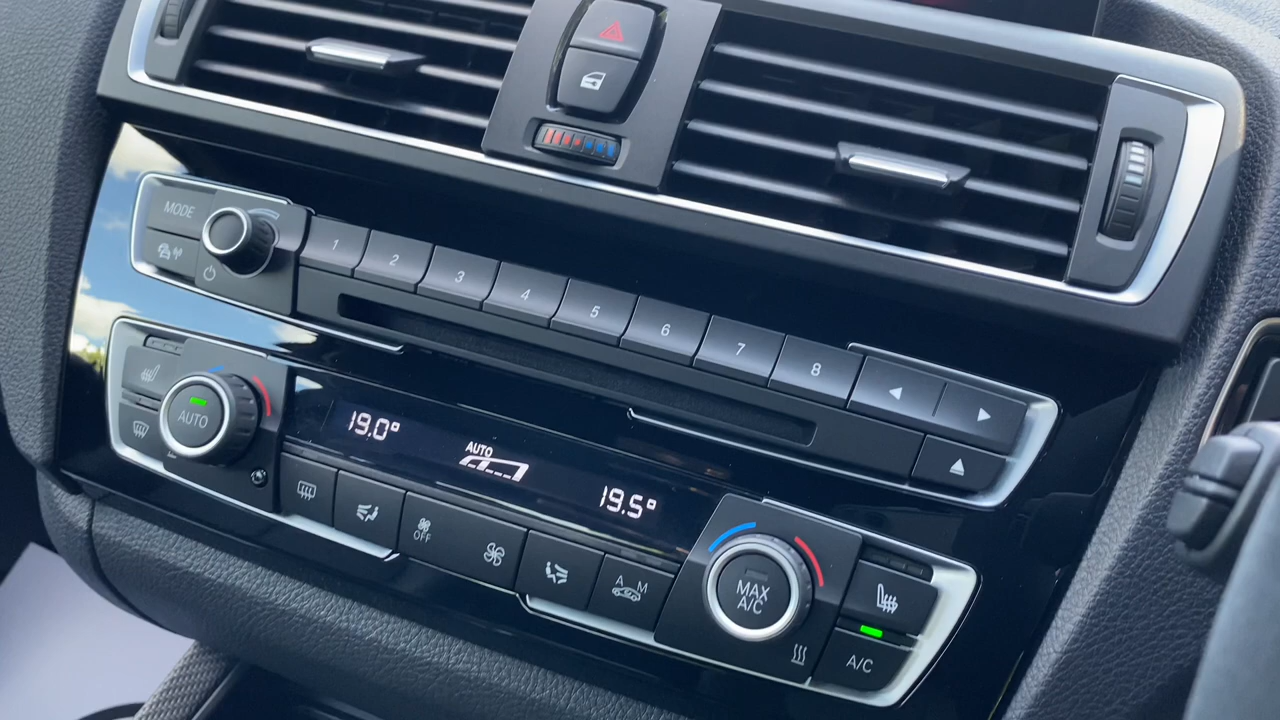 MODE
1 2 3 4 5 6 7 8
AUTO
19.0°
AUTO
19.5°
OFF
A M
MAX
A/C
A/C